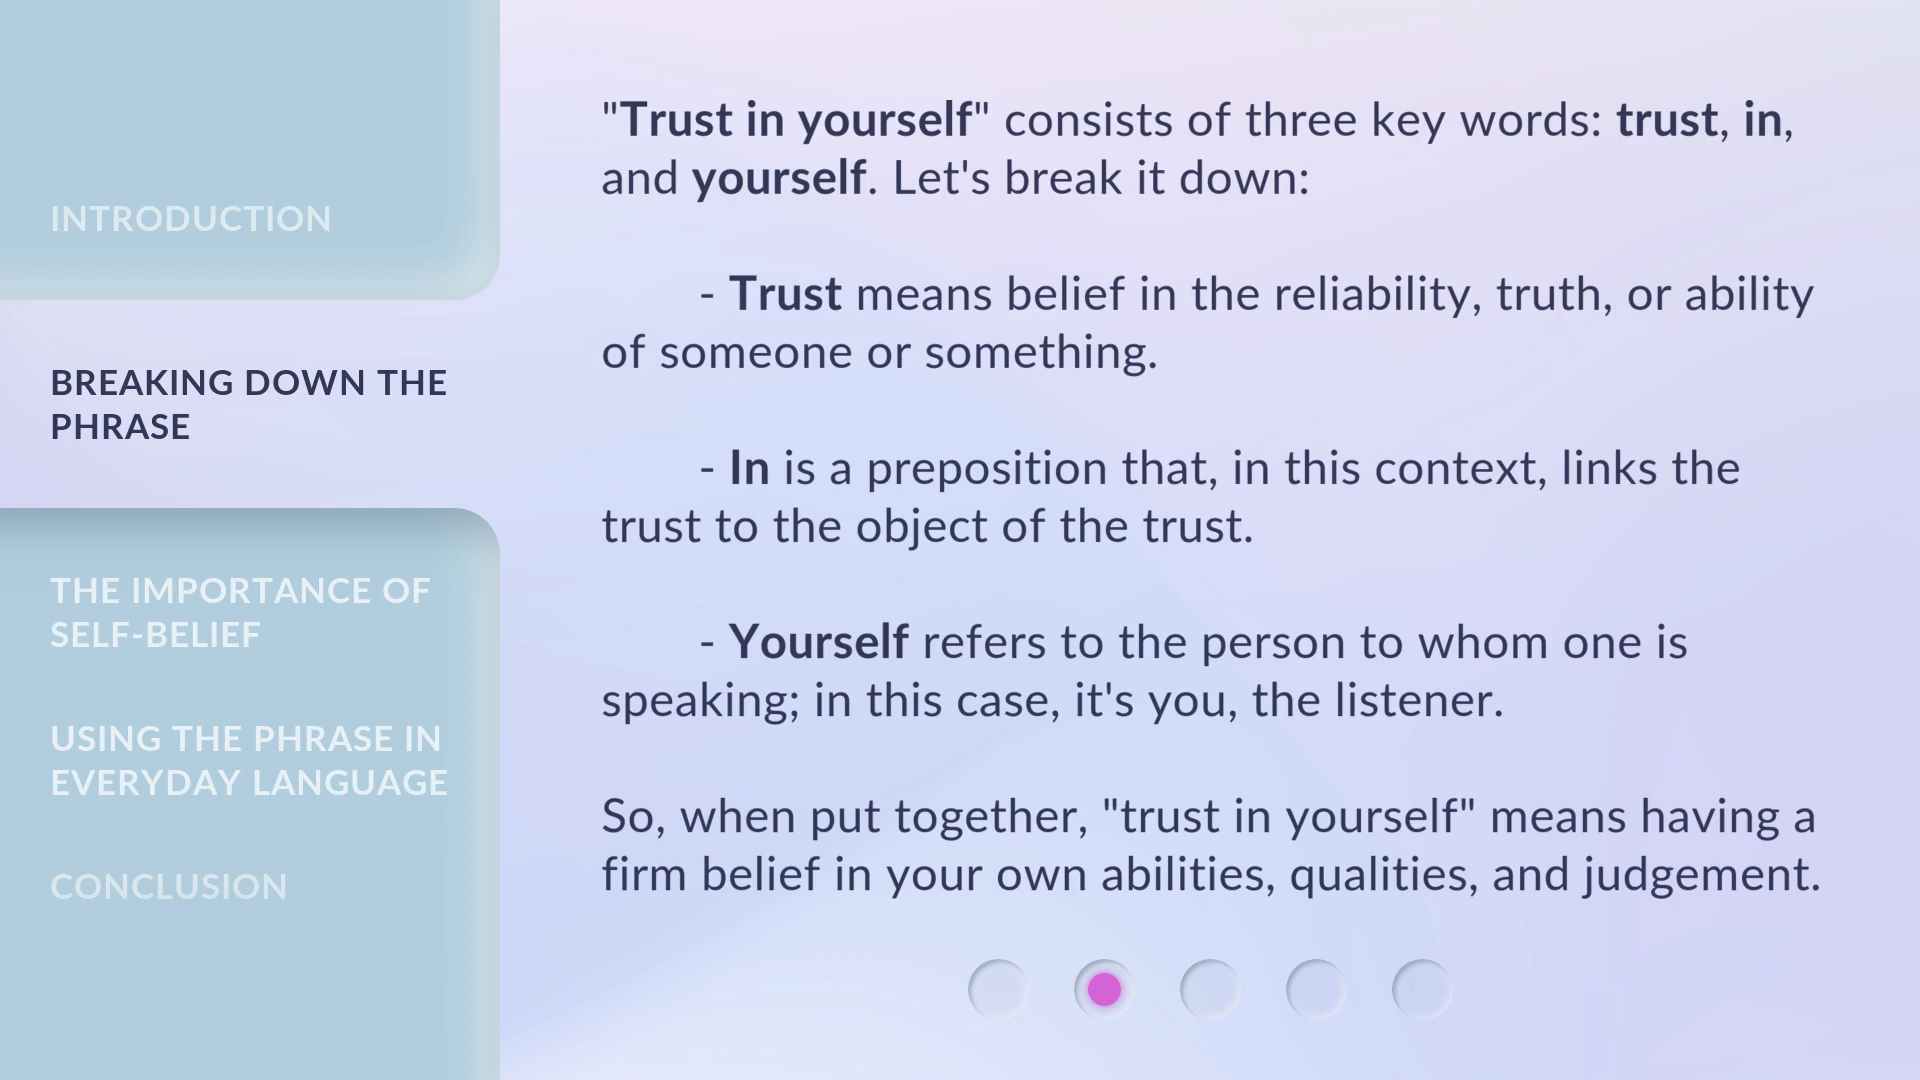 INTRODUCTION
BREAKING DOWN THE
PHRASE
THE IMPORTANCE OF
SELF-BELIEF
USING THE PHRASE IN
EVERYDAY LANGUAGE
CONCLUSION
"Trust in yourself" consists of three key words: trust, in,
and yourself. Let's break it down:
- Trust means belief in the reliability, truth, or ability
of someone or something.
- In is a preposition that, in this context, links the
trust to the object of the trust.
- Yourself refers to the person to whom one is
speaking; in this case, it's you, the listener.
So, when put together, "trust in yourself" means having a
firm belief in your own abilities, qualities, and judgement.